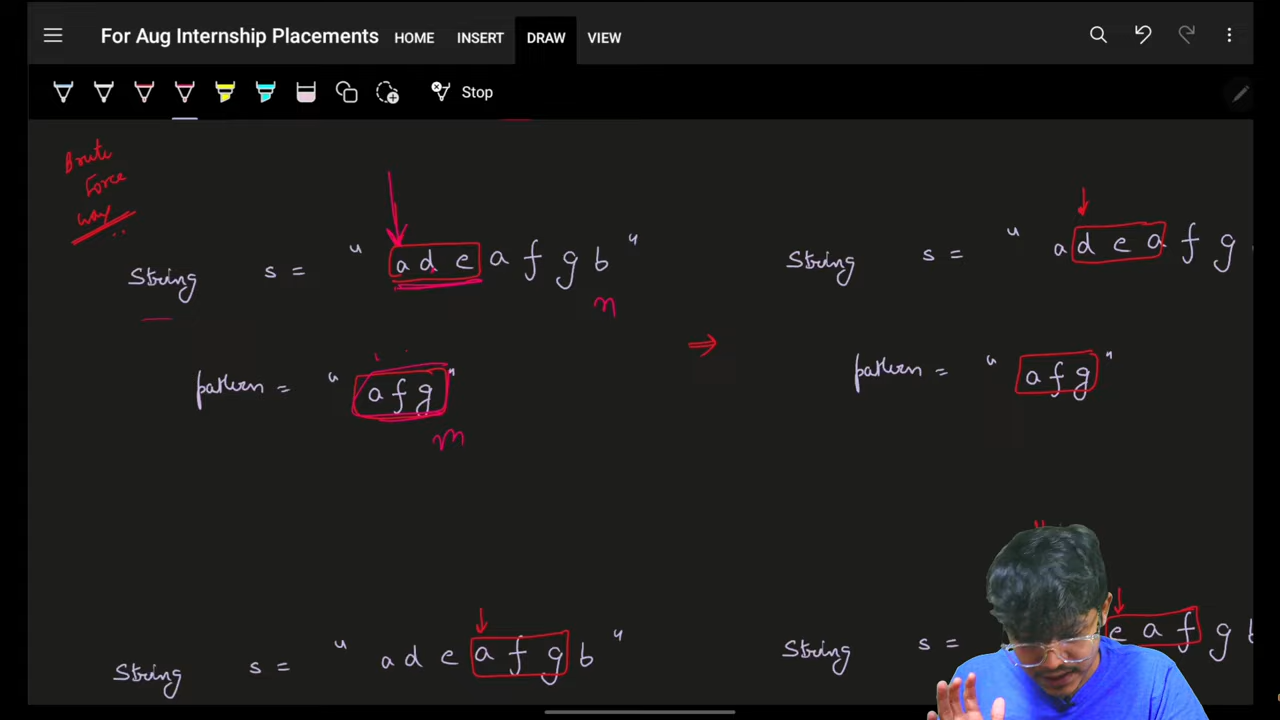 For Aug Internship Placements HOME INSERT DRAW VIEW
Stop
Brute
Force
way
String s = " a d e a f g b "
n
pattern = " a f g "
m
⇒
String s = " a d e a f g
pattern = " a f g "
String s = " a d e a f g b "
String s = e a f g b